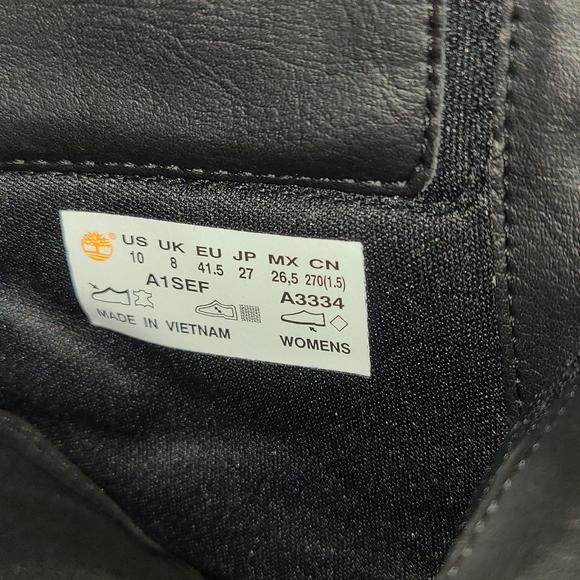 US UK EU JP MX CN
10 8 41.5 27 26,5 270(1.5)
A1SEF A3334
MADE IN VIETNAM WOMENS